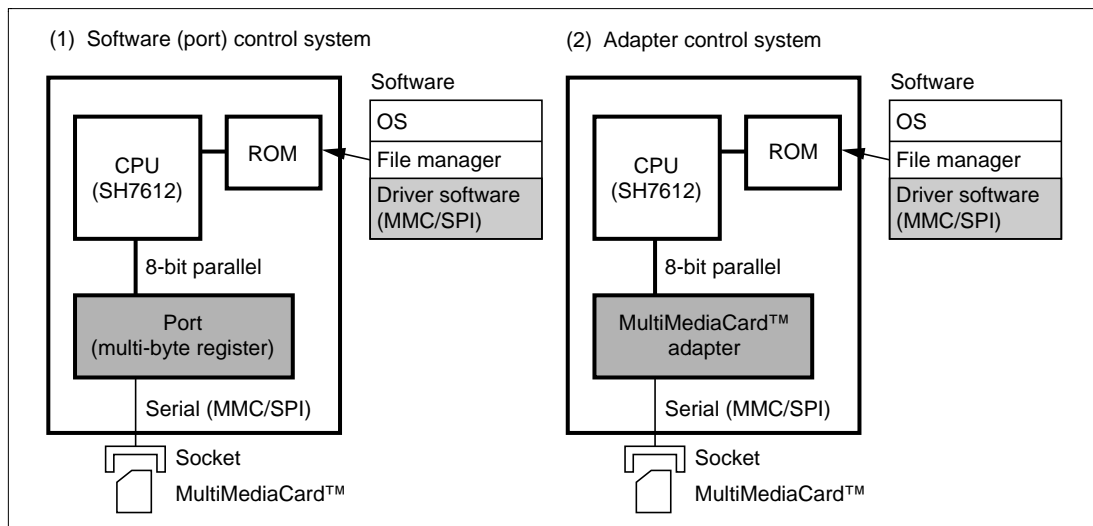 (1) Software (port) control system
Software
OS
File manager
Driver software
(MMC/SPI)
CPU
(SH7612)
ROM
8-bit parallel
Port
(multi-byte register)
Serial (MMC/SPI)
Socket
MultiMediaCard™
(2) Adapter control system
Software
OS
File manager
Driver software
(MMC/SPI)
CPU
(SH7612)
ROM
8-bit parallel
MultiMediaCard™
adapter
Serial (MMC/SPI)
Socket
MultiMediaCard™